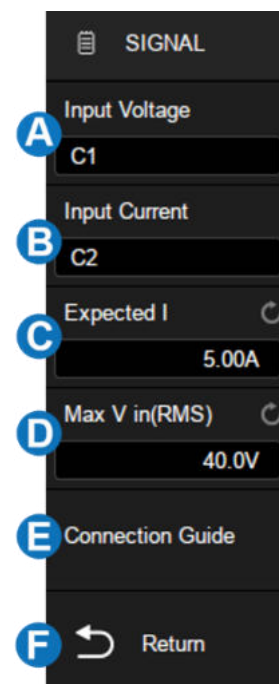 SIGNAL
Input Voltage
A
C1
Input Current
B
C2
Expected I
C
5.00A
Max V in(RMS)
D
40.0V
E Connection Guide
F Return